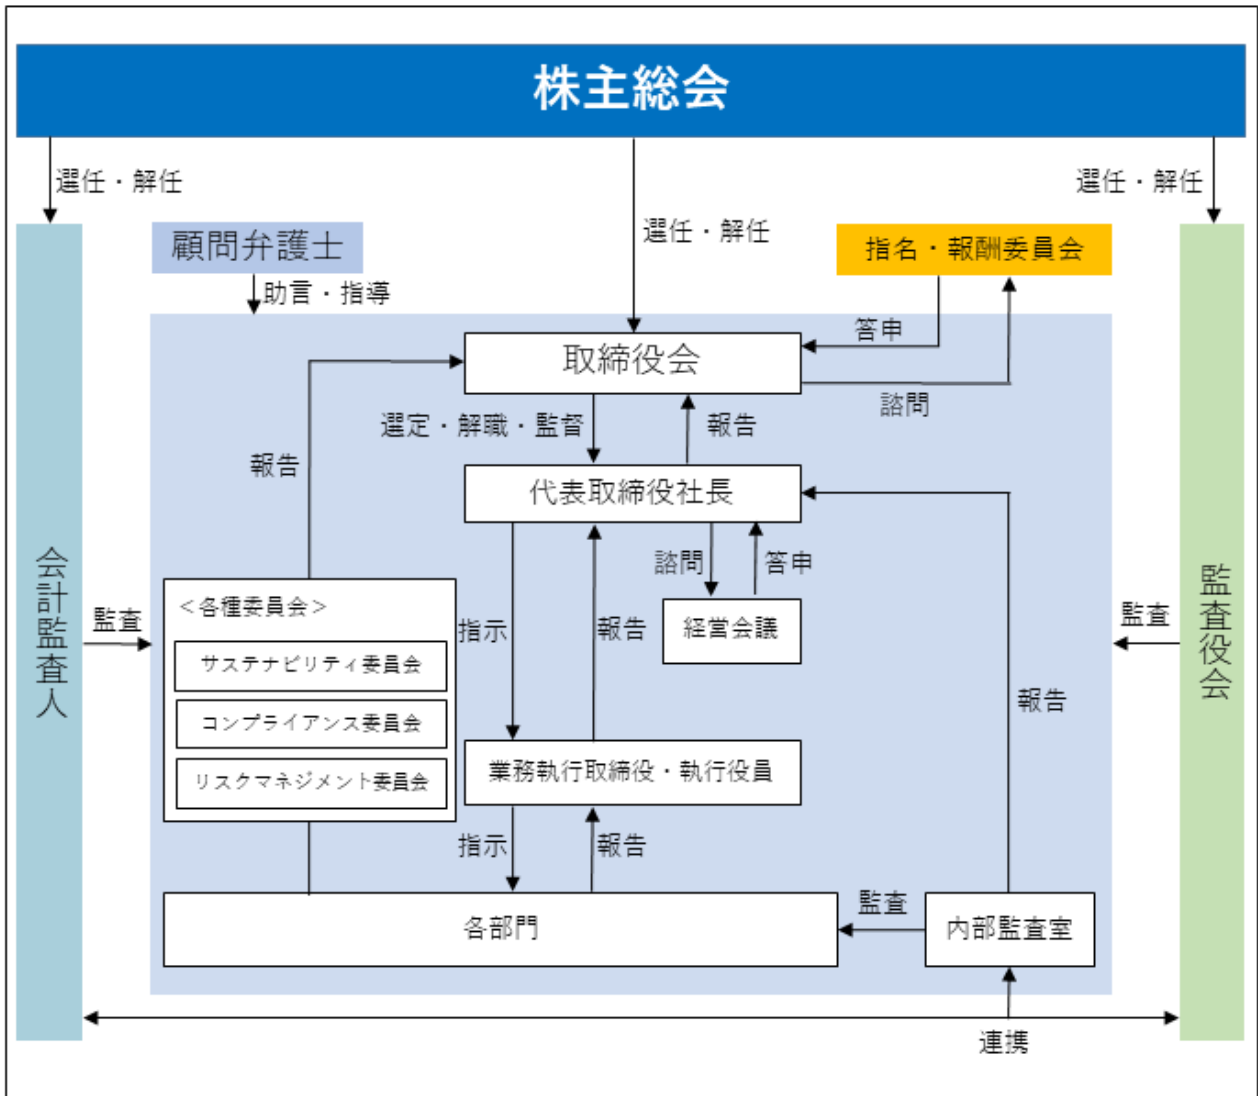 株主総会
選任・解任
選任・解任
選任・解任
顧問弁護士
指名・報酬委員会
助言・指導
答申
取締役会
諮問
選定・解職・監督
報告
報告
代表取締役社長
諮問
答申
会計監査人
監査
＜各種委員会＞
サステナビリティ委員会
コンプライアンス委員会
リスクマネジメント委員会
指示
報告
経営会議
監査
監査役会
報告
業務執行取締役・執行役員
指示
報告
各部門
監査
内部監査室
連携